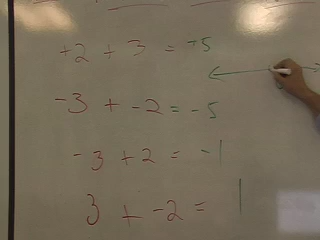 +2 + 3 = +5
-3 + -2 = -5
-3 + 2 = -1
3 + -2 = 1